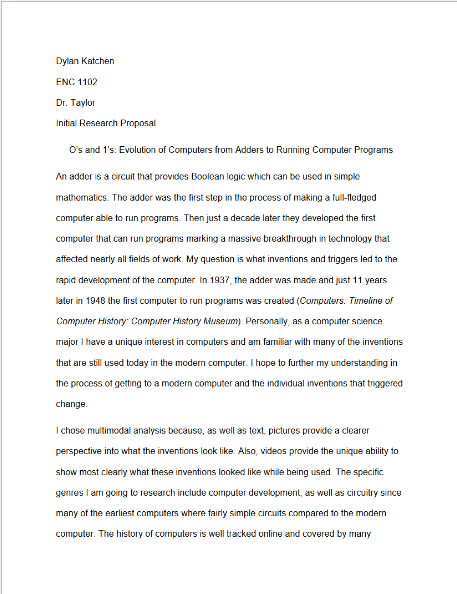 Dylan Katchen
ENC 1102
Dr. Taylor
Initial Research Proposal
O's and 1's: Evolution of Computers from Adders to Running Computer Programs
An adder is a circuit that provides Boolean logic which can be used in simple
mathematics. The adder was the first step in the process of making a full-fledged
computer able to run programs. Then just a decade later they developed the first
computer that can run programs marking a massive breakthrough in technology that
affected nearly all fields of work. My question is what inventions and triggers led to the
rapid development of the computer. In 1937, the adder was made and just 11 years
later in 1948 the first computer to run programs was created (Computers: Timeline of
Computer History: Computer History Museum). Personally, as a computer science
major I have a unique interest in computers and am familiar with many of the inventions
that are still used today in the modern computer. I hope to further my understanding in
the process of getting to a modern computer and the individual inventions that triggered
change.
I chose multimodal analysis because, as well as text, pictures provide a clearer
perspective into what the inventions look like. Also, videos provide the unique ability to
show most clearly what these inventions looked like while being used. The specific
genres I am going to research include computer development, as well as circuitry since
many of the earliest computers where fairly simple circuits compared to the modern
computer. The history of computers is well tracked online and covered by many